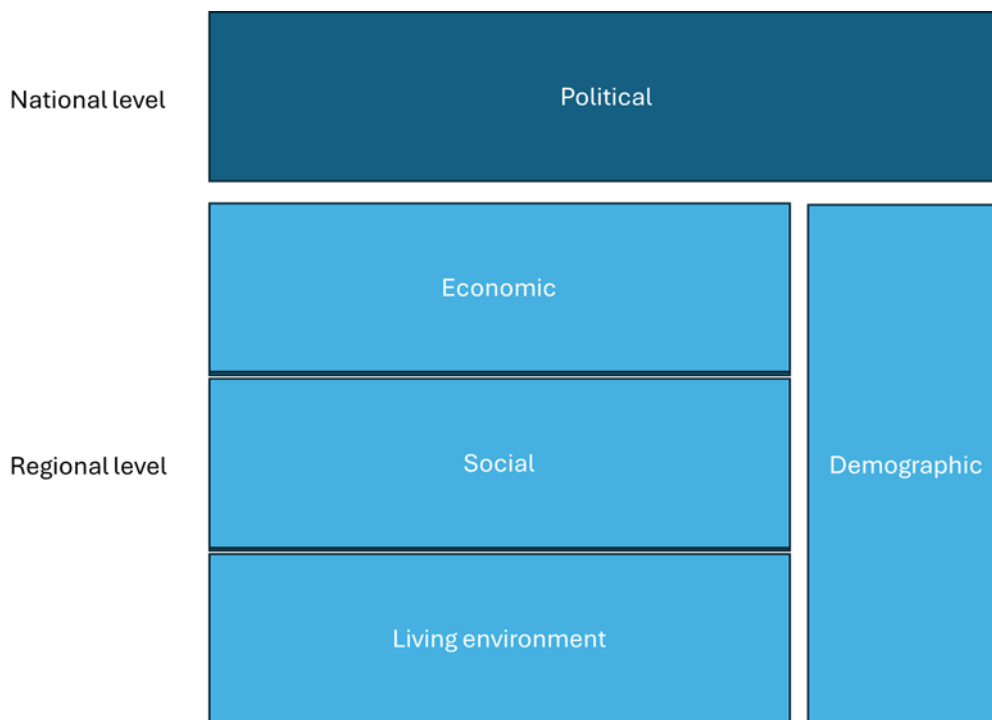 National level
Political
Economic
Regional level
Social
Demographic
Living environment